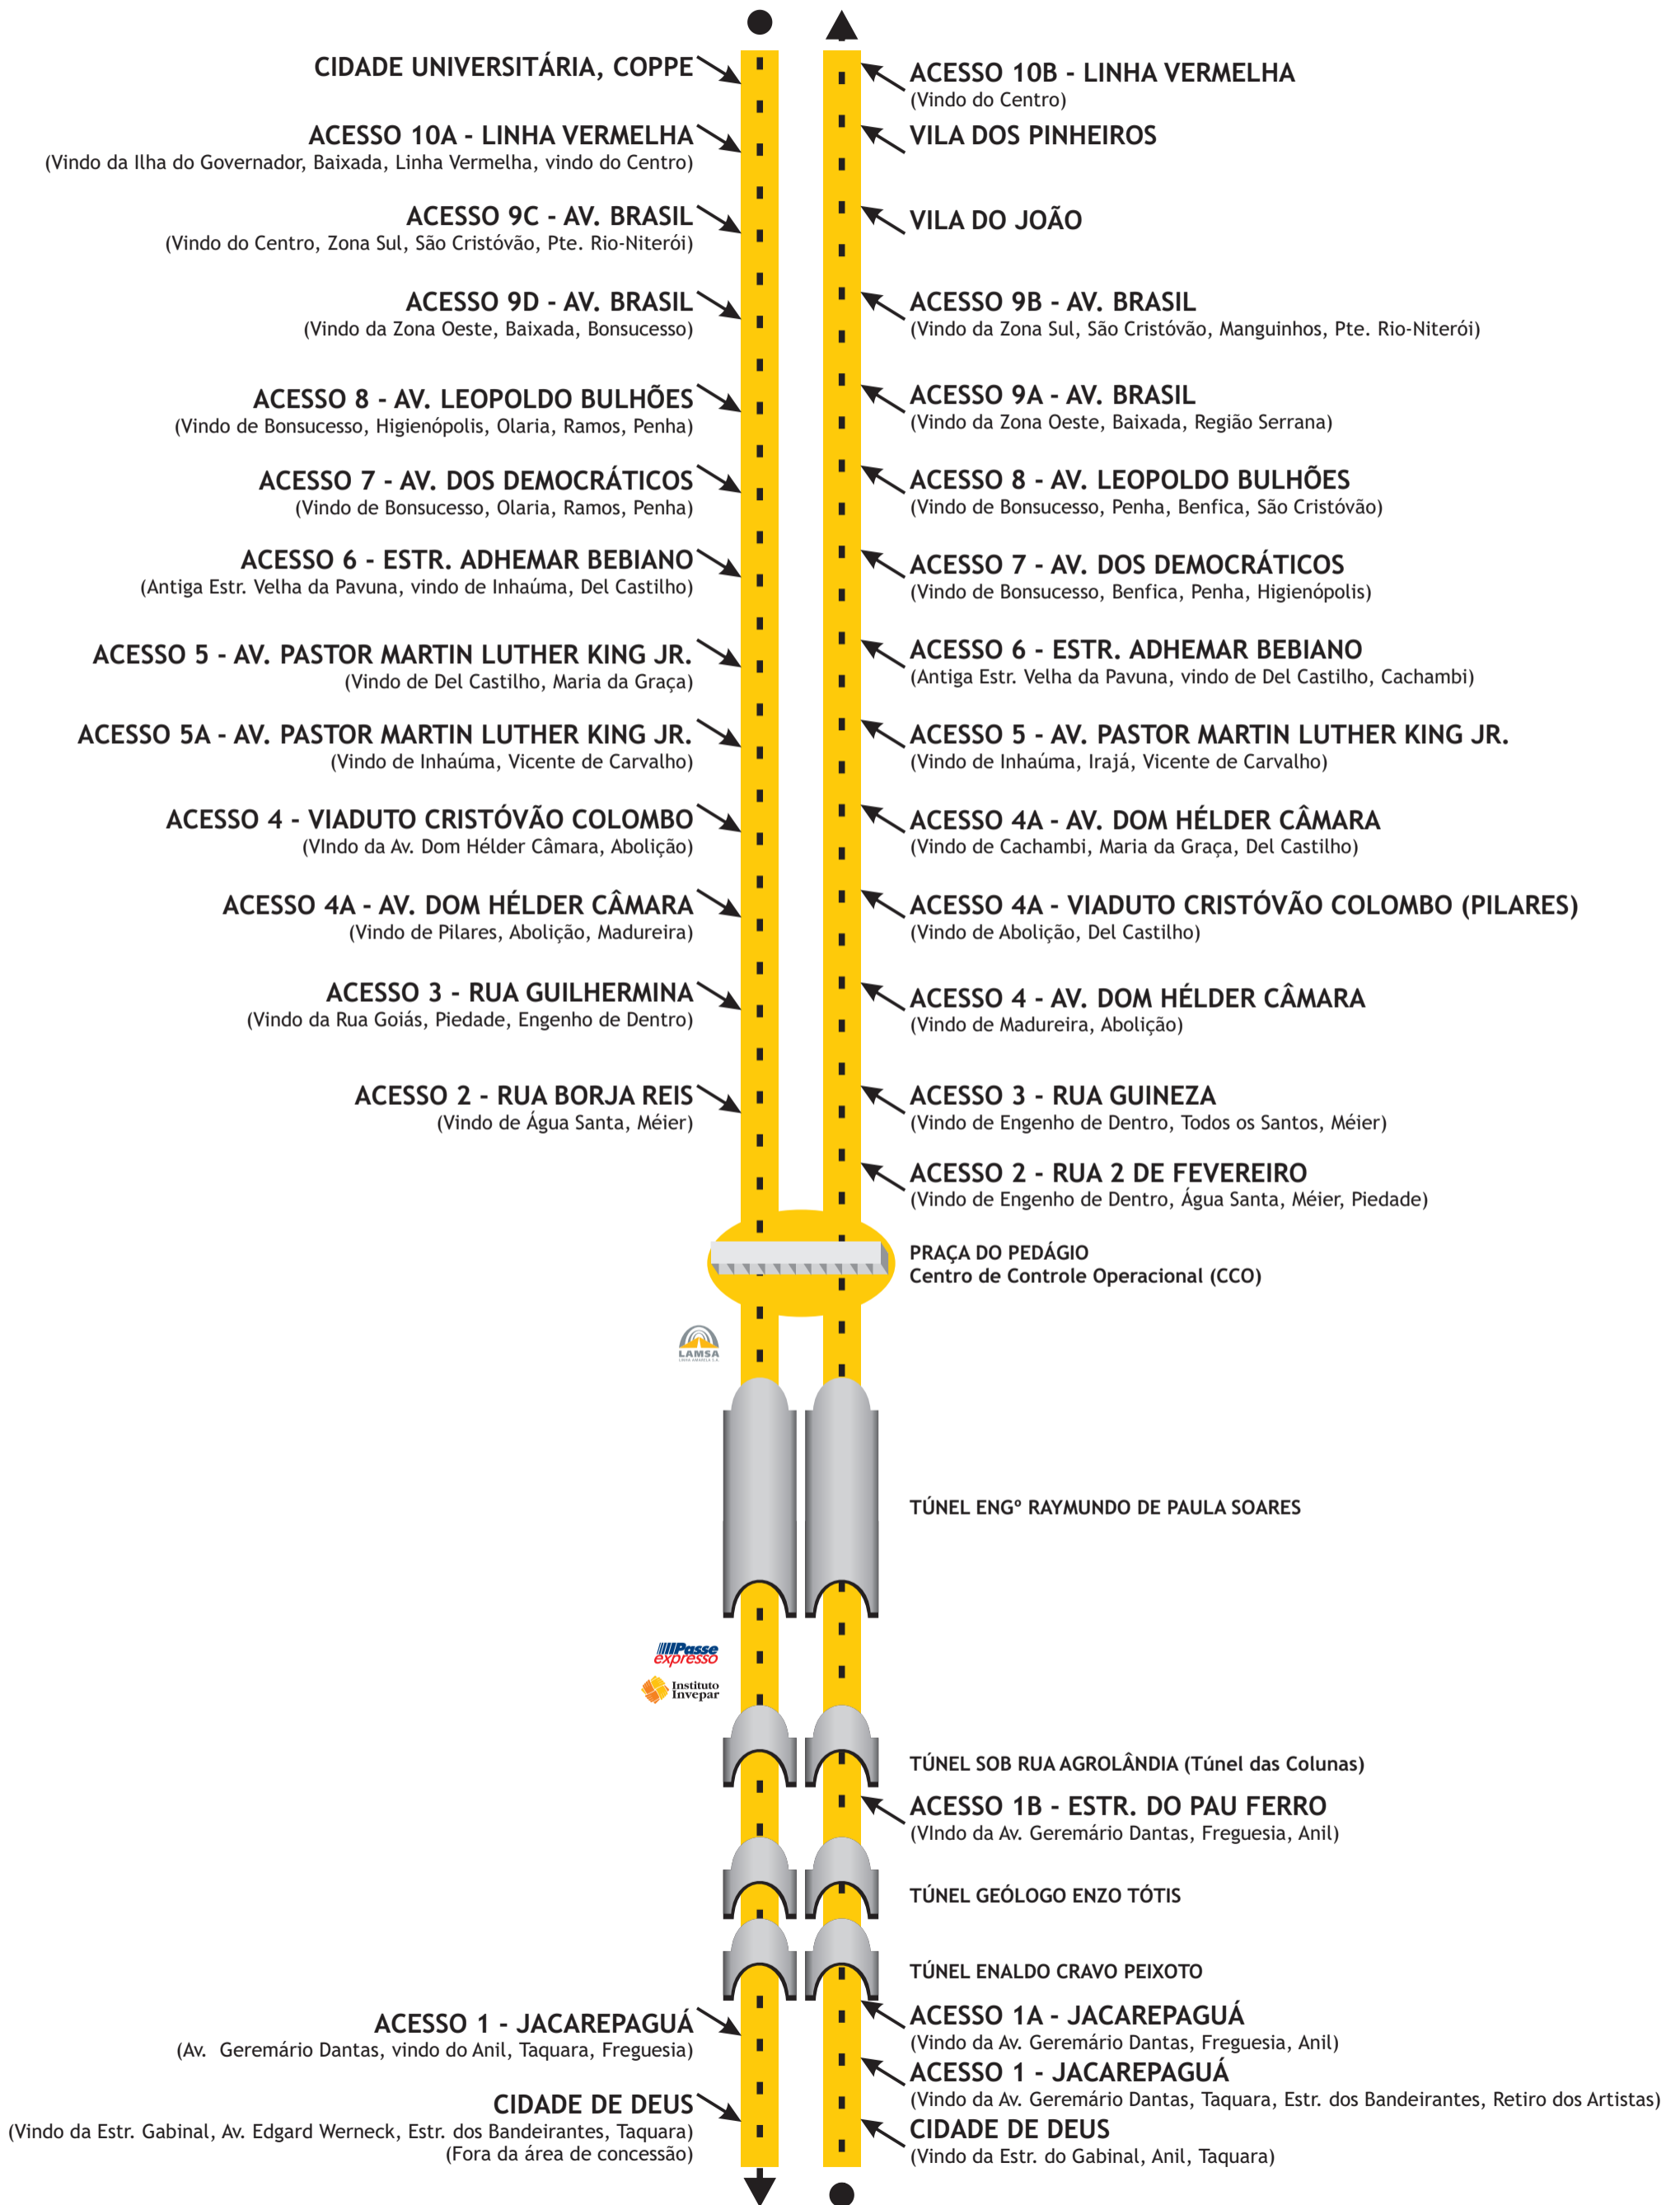 CIDADE UNIVERSITÁRIA, COPPE
ACESSO 10A - LINHA VERMELHA
(Vindo da Ilha do Governador, Baixada, Linha Vermelha, vindo do Centro)
ACESSO 9C - AV. BRASIL
(Vindo do Centro, Zona Sul, São Cristóvão, Pte. Rio-Niterói)
ACESSO 9D - AV. BRASIL
(Vindo da Zona Oeste, Baixada, Bonsucesso)
ACESSO 8 - AV. LEOPOLDO BULHÕES
(Vindo de Bonsucesso, Higienópolis, Olaria, Ramos, Penha)
ACESSO 7 - AV. DOS DEMOCRÁTICOS
(Vindo de Bonsucesso, Olaria, Ramos, Penha)
ACESSO 6 - ESTR. ADHEMAR BEBIANO
(Antiga Estr. Velha da Pavuna, vindo de Inhaúma, Del Castilho)
ACESSO 5 - AV. PASTOR MARTIN LUTHER KING JR.
(Vindo de Del Castilho, Maria da Graça)
ACESSO 5A - AV. PASTOR MARTIN LUTHER KING JR.
(Vindo de Inhaúma, Vicente de Carvalho)
ACESSO 4 - VIADUTO CRISTÓVÃO COLOMBO
(VIndo da Av. Dom Hélder Câmara, Abolição)
ACESSO 4A - AV. DOM HÉLDER CÂMARA
(Vindo de Pilares, Abolição, Madureira)
ACESSO 3 - RUA GUILHERMINA
(Vindo da Rua Goiás, Piedade, Engenho de Dentro)
ACESSO 2 - RUA BORJA REIS
(Vindo de Água Santa, Méier)
LAMSA
Passe
expresso
Instituto
Invepar
ACESSO 1 - JACAREPAGUÁ
(Av. Geremário Dantas, vindo do Anil, Taquara, Freguesia)
CIDADE DE DEUS
(Vindo da Estr. Gabinal, Av. Edgard Werneck, Estr. dos Bandeirantes, Taquara)
(Fora da área de concessão)
ACESSO 10B - LINHA VERMELHA
(Vindo do Centro)
VILA DOS PINHEIROS
VILA DO JOÃO
ACESSO 9B - AV. BRASIL
(Vindo da Zona Sul, São Cristóvão, Manguinhos, Pte. Rio-Niterói)
ACESSO 9A - AV. BRASIL
(Vindo da Zona Oeste, Baixada, Região Serrana)
ACESSO 8 - AV. LEOPOLDO BULHÕES
(Vindo de Bonsucesso, Penha, Benfica, São Cristóvão)
ACESSO 7 - AV. DOS DEMOCRÁTICOS
(Vindo de Bonsucesso, Benfica, Penha, Higienópolis)
ACESSO 6 - ESTR. ADHEMAR BEBIANO
(Antiga Estr. Velha da Pavuna, vindo de Del Castilho, Cachambi)
ACESSO 5 - AV. PASTOR MARTIN LUTHER KING JR.
(Vindo de Inhaúma, Irajá, Vicente de Carvalho)
ACESSO 4A - AV. DOM HÉLDER CÂMARA
(Vindo de Cachambi, Maria da Graça, Del Castilho)
ACESSO 4A - VIADUTO CRISTÓVÃO COLOMBO (PILARES)
(Vindo de Abolição, Del Castilho)
ACESSO 4 - AV. DOM HÉLDER CÂMARA
(Vindo de Madureira, Abolição)
ACESSO 3 - RUA GUINEZA
(Vindo de Engenho de Dentro, Todos os Santos, Méier)
ACESSO 2 - RUA 2 DE FEVEREIRO
(Vindo de Engenho de Dentro, Água Santa, Méier, Piedade)
PRAÇA DO PEDÁGIO
Centro de Controle Operacional (CCO)
TÚNEL ENGº RAYMUNDO DE PAULA SOARES
TÚNEL SOB RUA AGROLÂNDIA (Túnel das Colunas)
ACESSO 1B - ESTR. DO PAU FERRO
(VIndo da Av. Geremário Dantas, Freguesia, Anil)
TÚNEL GEÓLOGO ENZO TÓTIS
TÚNEL ENALDO CRAVO PEIXOTO
ACESSO 1A - JACAREPAGUÁ
(Vindo da Av. Geremário Dantas, Freguesia, Anil)
ACESSO 1 - JACAREPAGUÁ
(Vindo da Av. Geremário Dantas, Taquara, Estr. dos Bandeirantes, Retiro dos Artistas)
CIDADE DE DEUS
(Vindo da Estr. do Gabinal, Anil, Taquara)